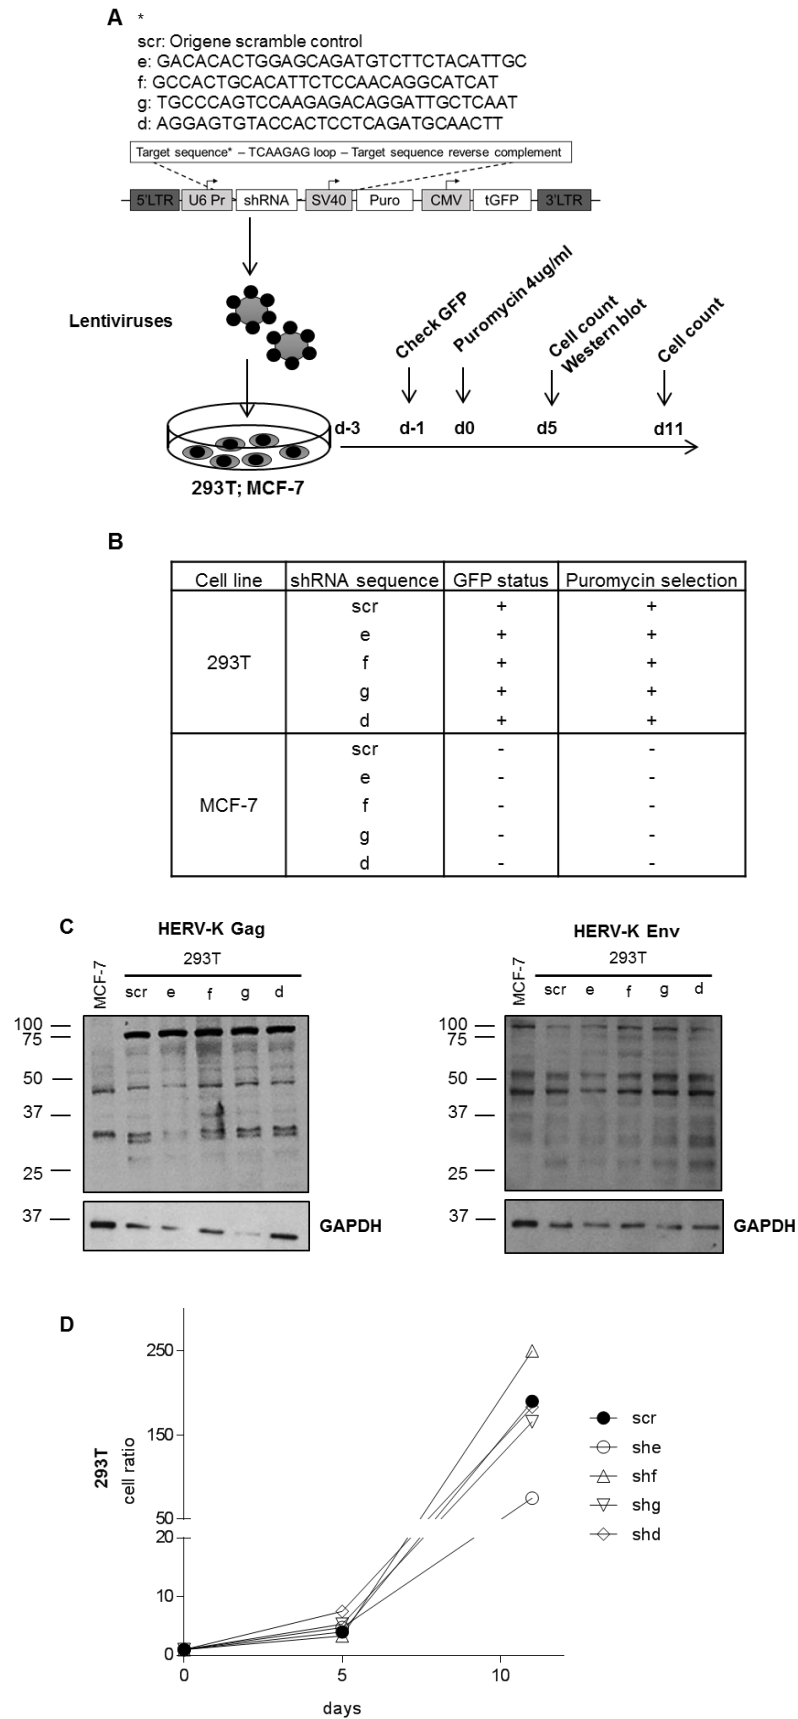 A *
scr: Origene scramble control
e: GACACACTGGAGCAGATGTCTTCTACATTGC
f: GCCACTGCACATTCTCCAACAGGCATCAT
g: TGCCCAGTCCAAGAGACAGGATTGCTCAAT
d: AGGAGTGTACCACTCCTCAGATGCAACTT
Target sequence* – TCAAGAG loop – Target sequence reverse complement
5'LTR U6 Pr shRNA SV40 Puro CMV tGFP 3'LTR
Lentiviruses
Check GFP
Puromycin 4ug/ml
Cell count
Western blot
Cell count
d-3 d-1 d0 d5 d11
293T; MCF-7
B
Cell line shRNA sequence GFP status Puromycin selection
scr + +
e + +
293T f + +
g + +
d + +
scr - -
e - -
MCF-7 f - -
g - -
d - -
C
HERV-K Gag
293T
MCF-7 scr e f g d
100
75
50
37
25
37
GAPDH
HERV-K Env
293T
MCF-7 scr e f g d
100
75
50
37
25
37
GAPDH
D
293T
cell ratio
250
150
50
20
10
0
0 5 10
days
scr
she
shf
shg
shd